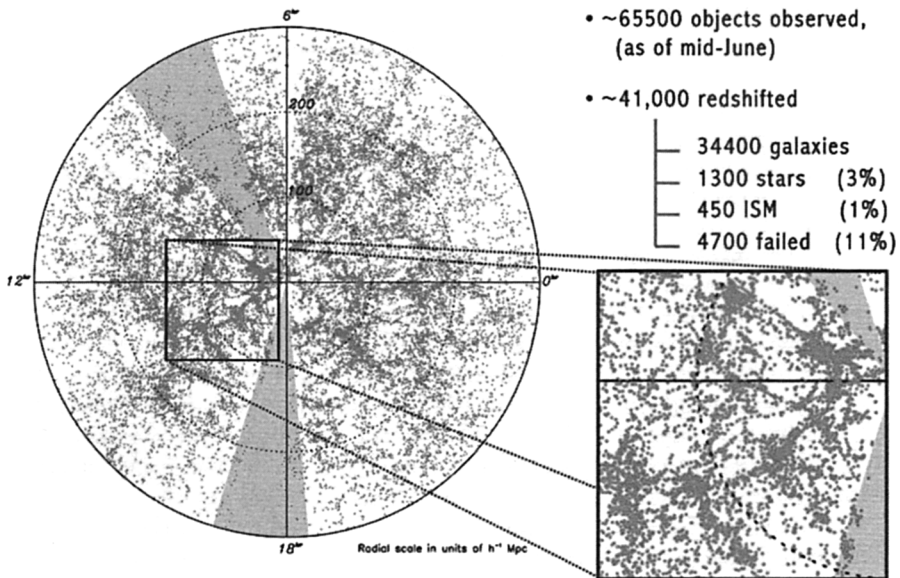 6ʰʳ
200
100
12ʰʳ
0ʰʳ
18ʰʳ
Radial scale in units of h⁻¹ Mpc
• ~65500 objects observed,
(as of mid-June)
• ~41,000 redshifted
34400 galaxies
1300 stars (3%)
450 ISM (1%)
4700 failed (11%)